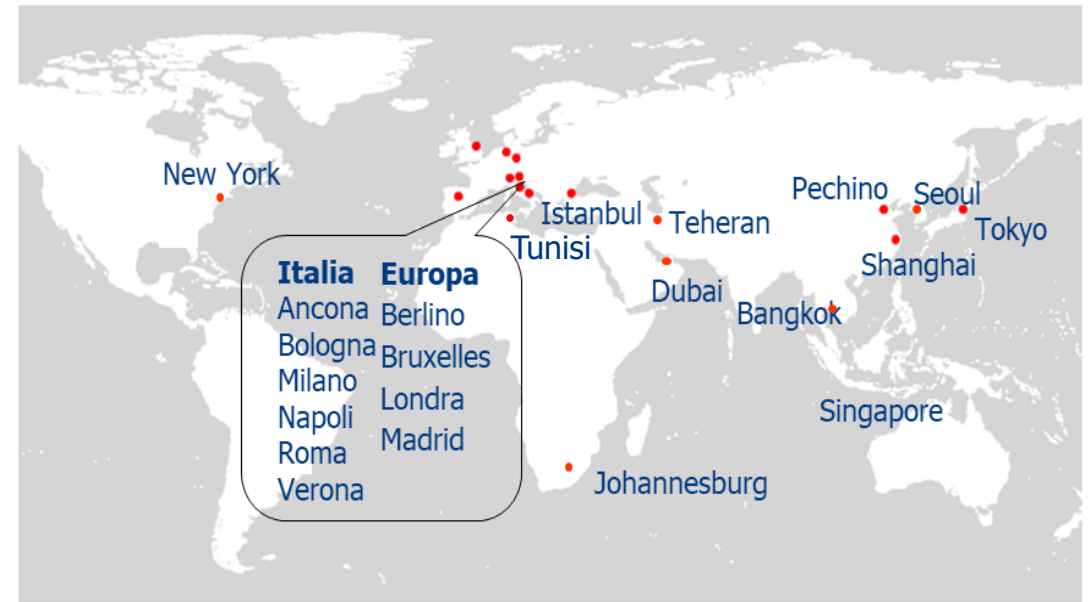 New York
Pechino
Seoul
Istanbul
Teheran
Tokyo
Tunisi
Shanghai
Italia
Europa
Dubai
Ancona
Berlino
Bangkok
Bologna
Bruxelles
Milano
Londra
Napoli
Madrid
Singapore
Roma
Verona
Johannesburg